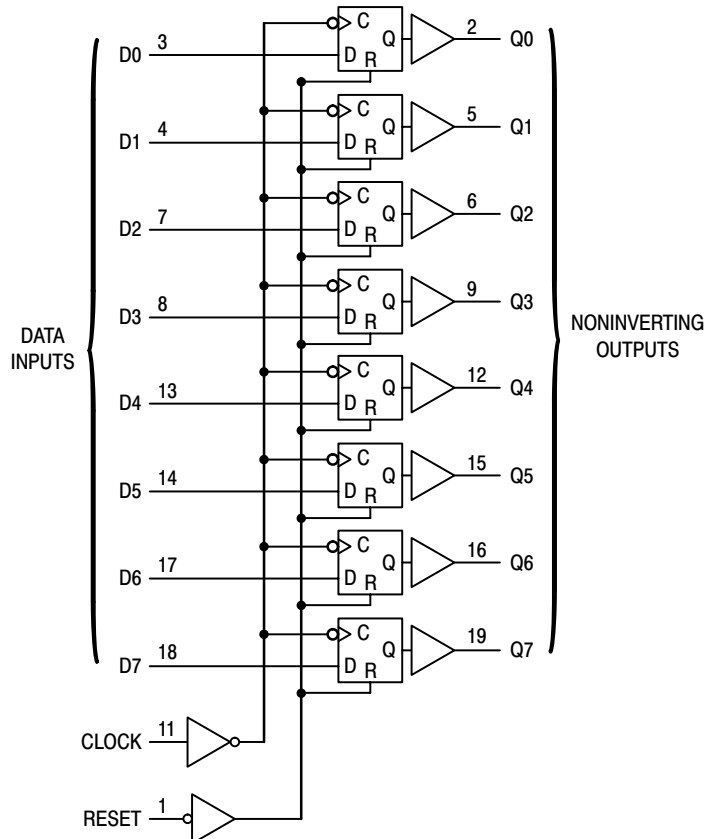 C
D0 3 D Q 2 Q0
R
C
D1 4 D Q 5 Q1
R
C
D2 7 D Q 6 Q2
R
C
D3 8 D Q 9 Q3
R
DATA
INPUTS
NONINVERTING
OUTPUTS
C
D4 13 D Q 12 Q4
R
C
D5 14 D Q 15 Q5
R
C
D6 17 D Q 16 Q6
R
C
D7 18 D Q 19 Q7
R
CLOCK 11
RESET 1